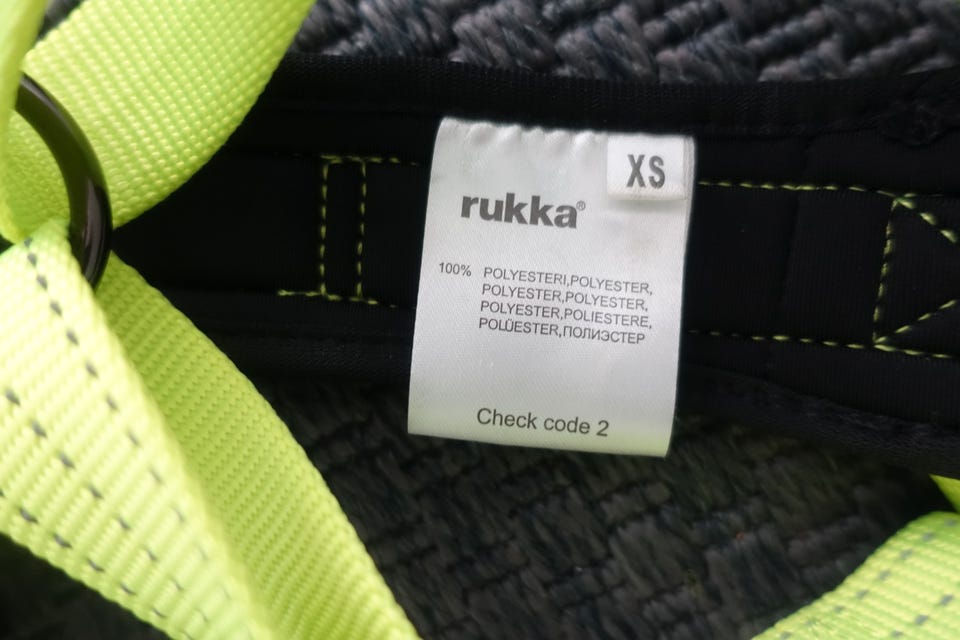 XS
rukka®
100% POLYESTERI,POLYESTER,
POLYESTER,POLYESTER,
POLYESTER,POLIESTERE,
POLÜESTER,ПОЛИЭСТЕР
Check code 2